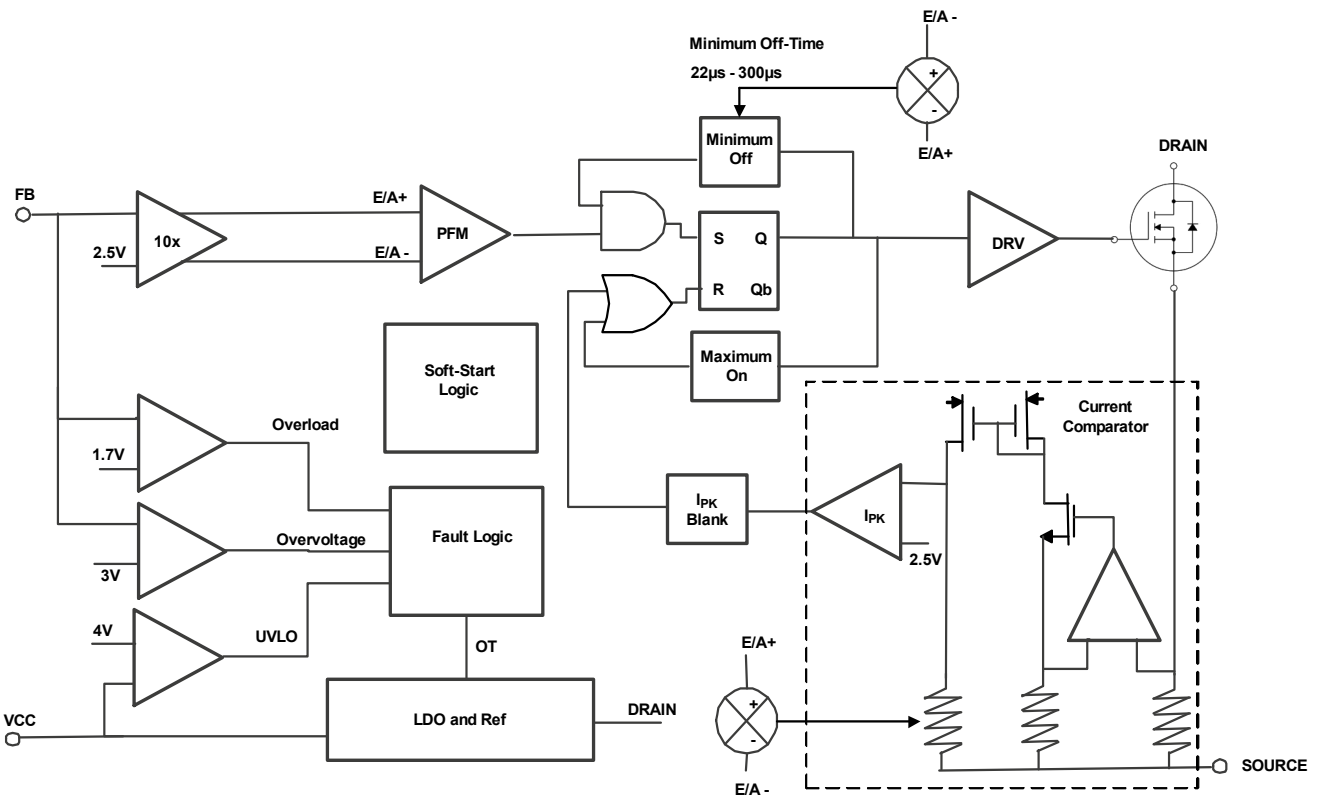 E/A -
Minimum Off-Time
22µs - 300µs
+
-
E/A+
Minimum
Off
DRAIN
FB
E/A+
10x
PFM
2.5V
E/A -
S Q
R Qb
DRV
Maximum
On
Soft-Start
Logic
Current
Comparator
Overload
1.7V
IPK
Blank
IPK
2.5V
Fault Logic
Overvoltage
3V
4V
UVLO
OT
E/A+
VCC
LDO and Ref
DRAIN
+
-
E/A -
SOURCE